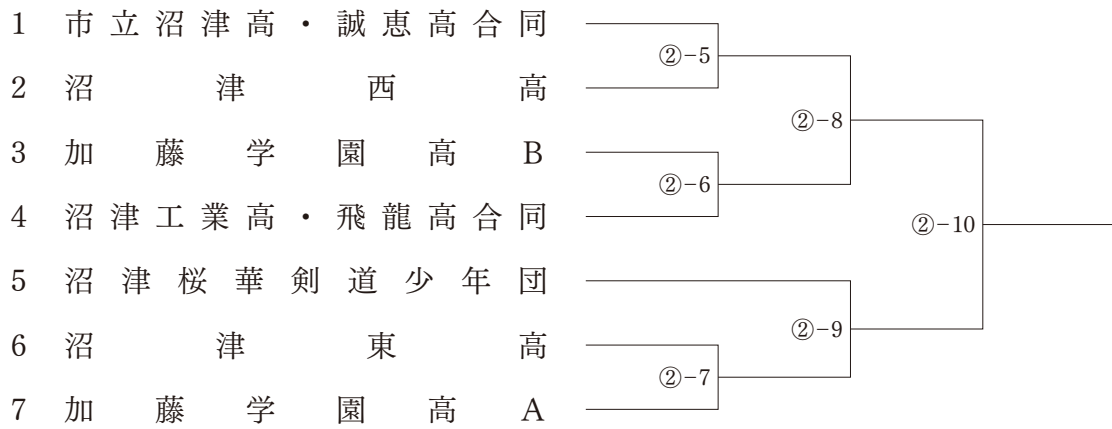 1 市立沼津高・誠恵高合同
2 沼津西高
3 加藤学園高B
4 沼津工業高・飛龍高合同
5 沼津桜華剣道少年団
6 沼津東高
7 加藤学園高A
②-5
②-6
②-7
②-8
②-9
②-10